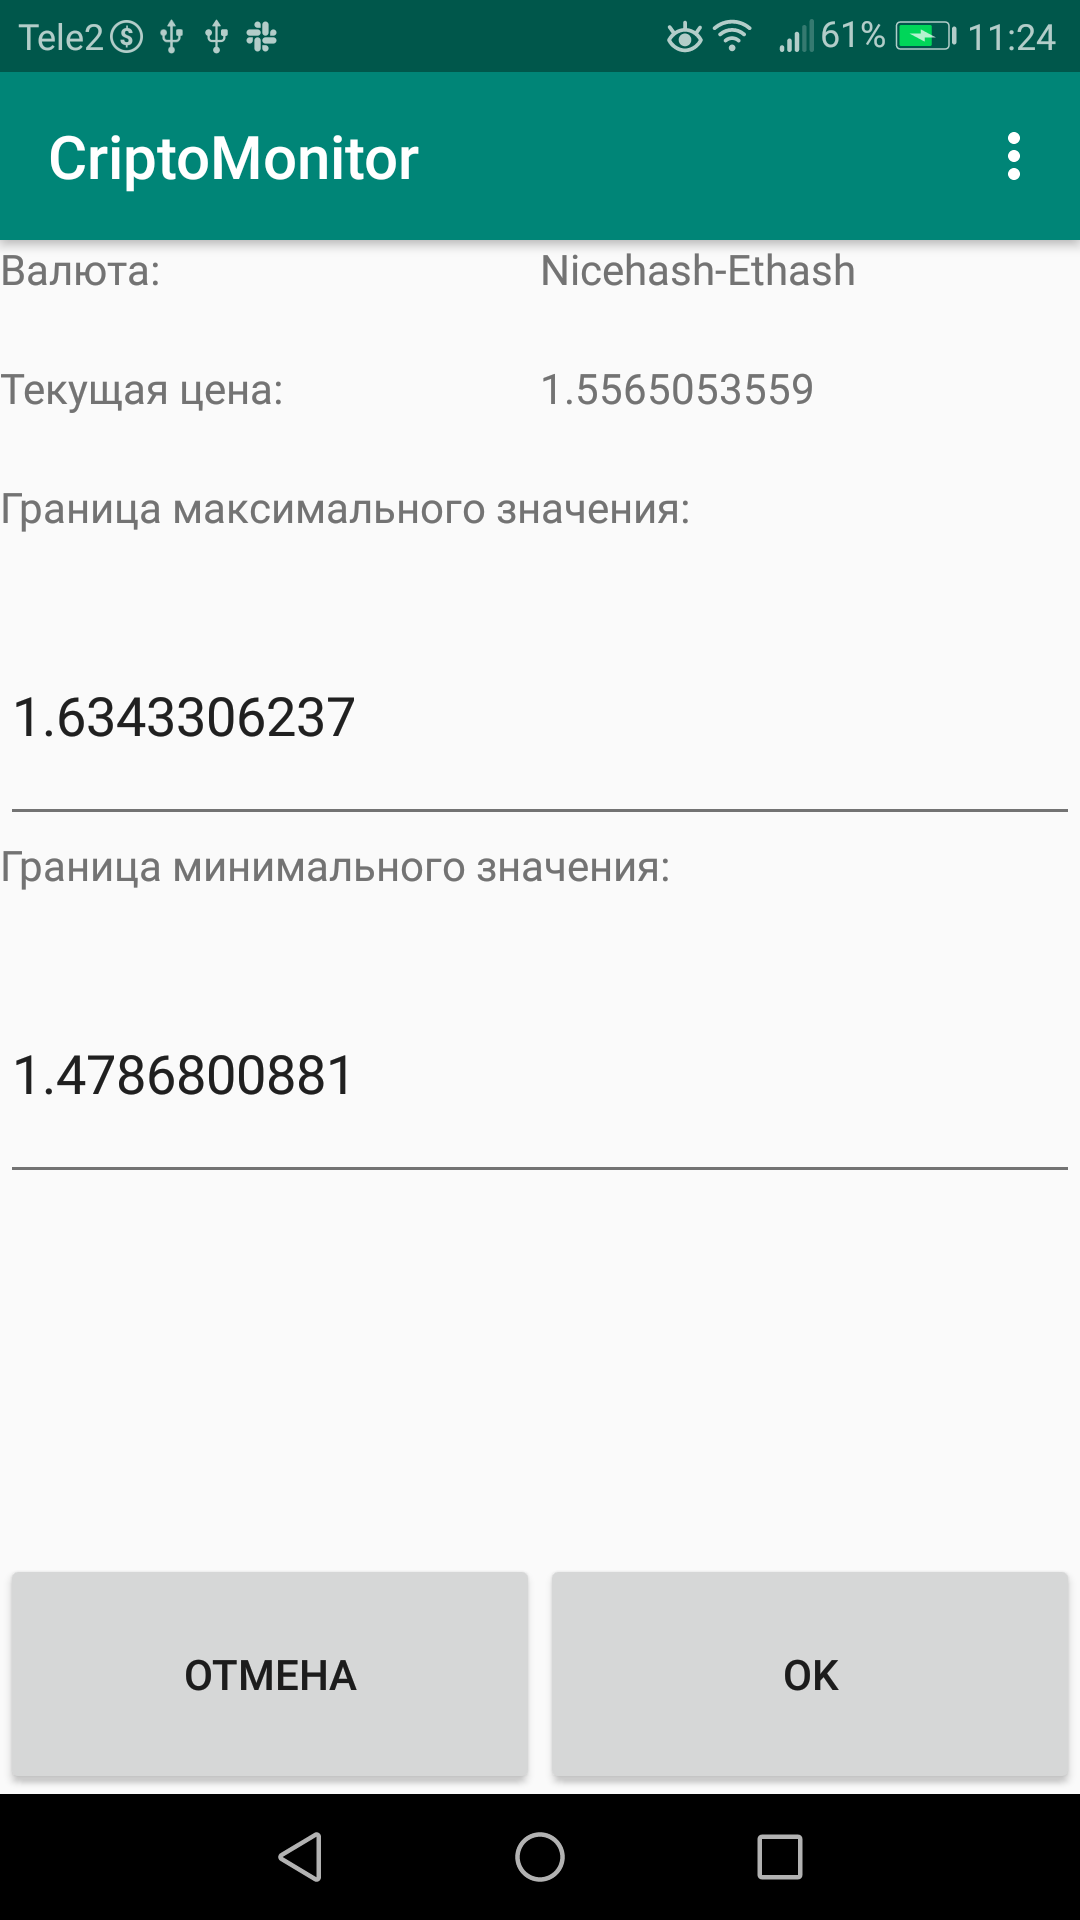 Tele2 61% 11:24
CriptoMonitor
Валюта: Nicehash-Ethash
Текущая цена: 1.5565053559
Граница максимального значения:
1.6343306237
Граница минимального значения:
1.4786800881
ОТМЕНА OK